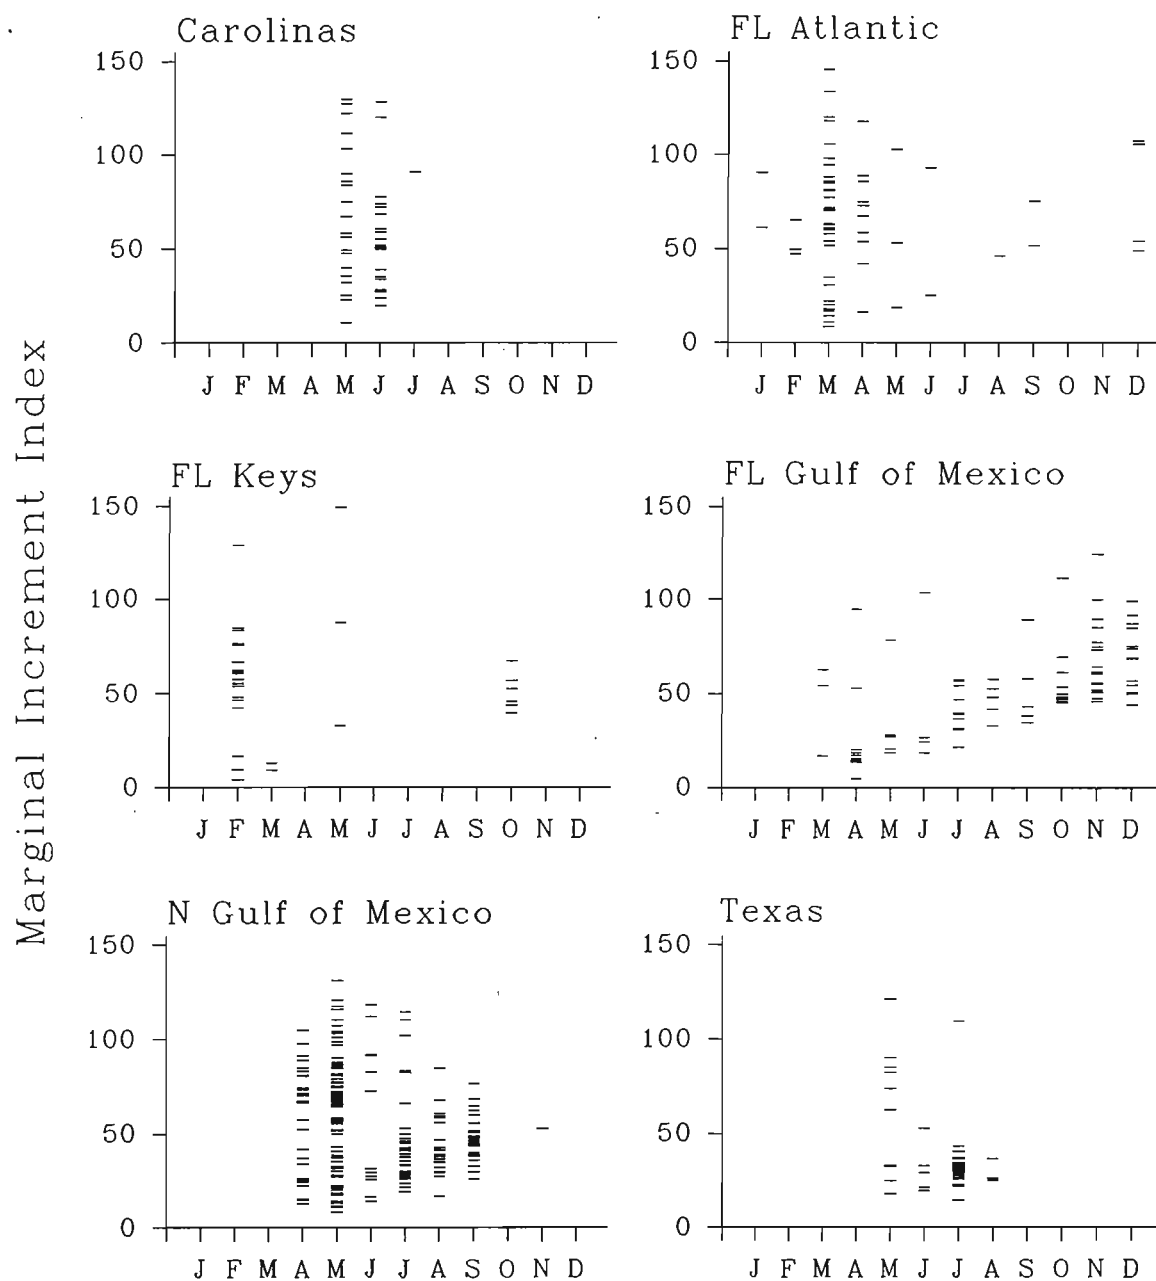 Marginal Increment Index
Carolinas
150
100
50
0
J F M A M J J A S O N D
FL Atlantic
150
100
50
0
J F M A M J J A S O N D
FL Keys
150
100
50
0
J F M A M J J A S O N D
FL Gulf of Mexico
150
100
50
0
J F M A M J J A S O N D
N Gulf of Mexico
150
100
50
0
J F M A M J J A S O N D
Texas
150
100
50
0
J F M A M J J A S O N D